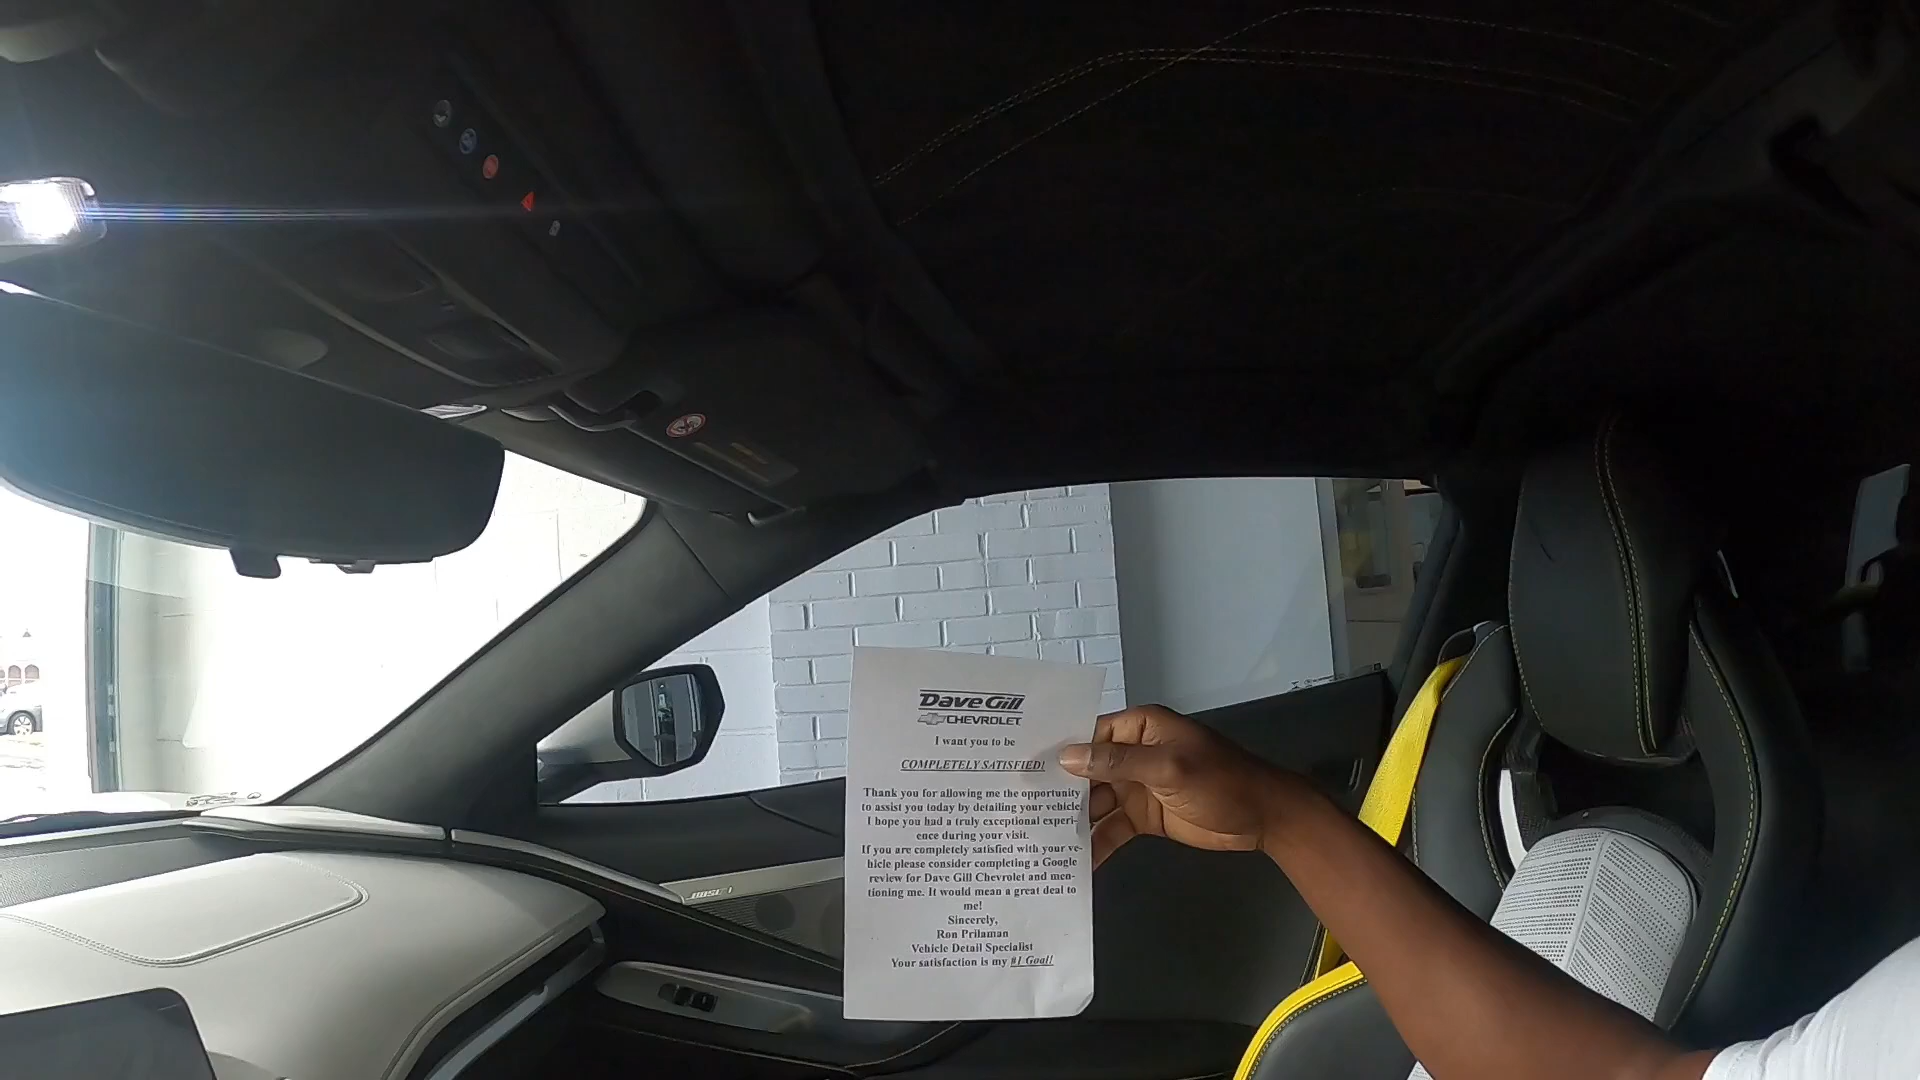 Dave Gill
CHEVROLET
I want you to be
COMPLETELY SATISFIED!
Thank you for allowing me the opportunity
to assist you today by detailing your vehicle.
I hope you had a truly exceptional experi-
ence during your visit.
If you are completely satisfied with your ve-
hicle please consider completing a Google
review for Dave Gill Chevrolet and men-
tioning me. It would mean a great deal to
me!
Sincerely,
Ron Prilaman
Vehicle Detail Specialist
Your satisfaction is my #1 Goal!
BOSE